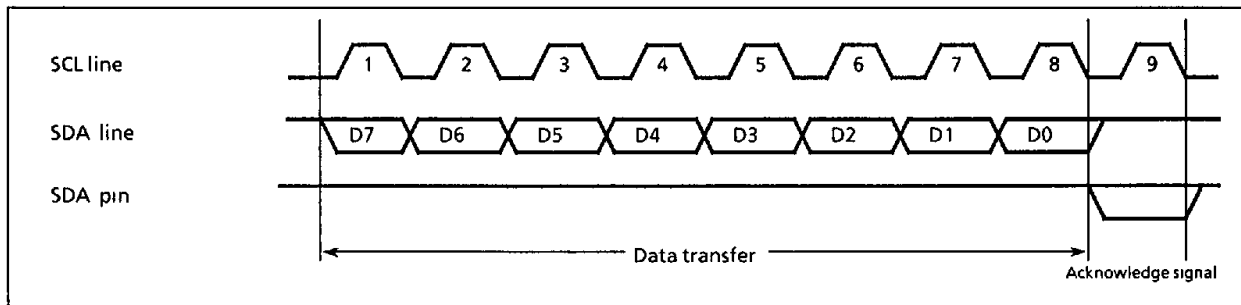 SCL line 1 2 3 4 5 6 7 8 9
SDA line D7 D6 D5 D4 D3 D2 D1 D0
SDA pin
Data transfer
Acknowledge signal